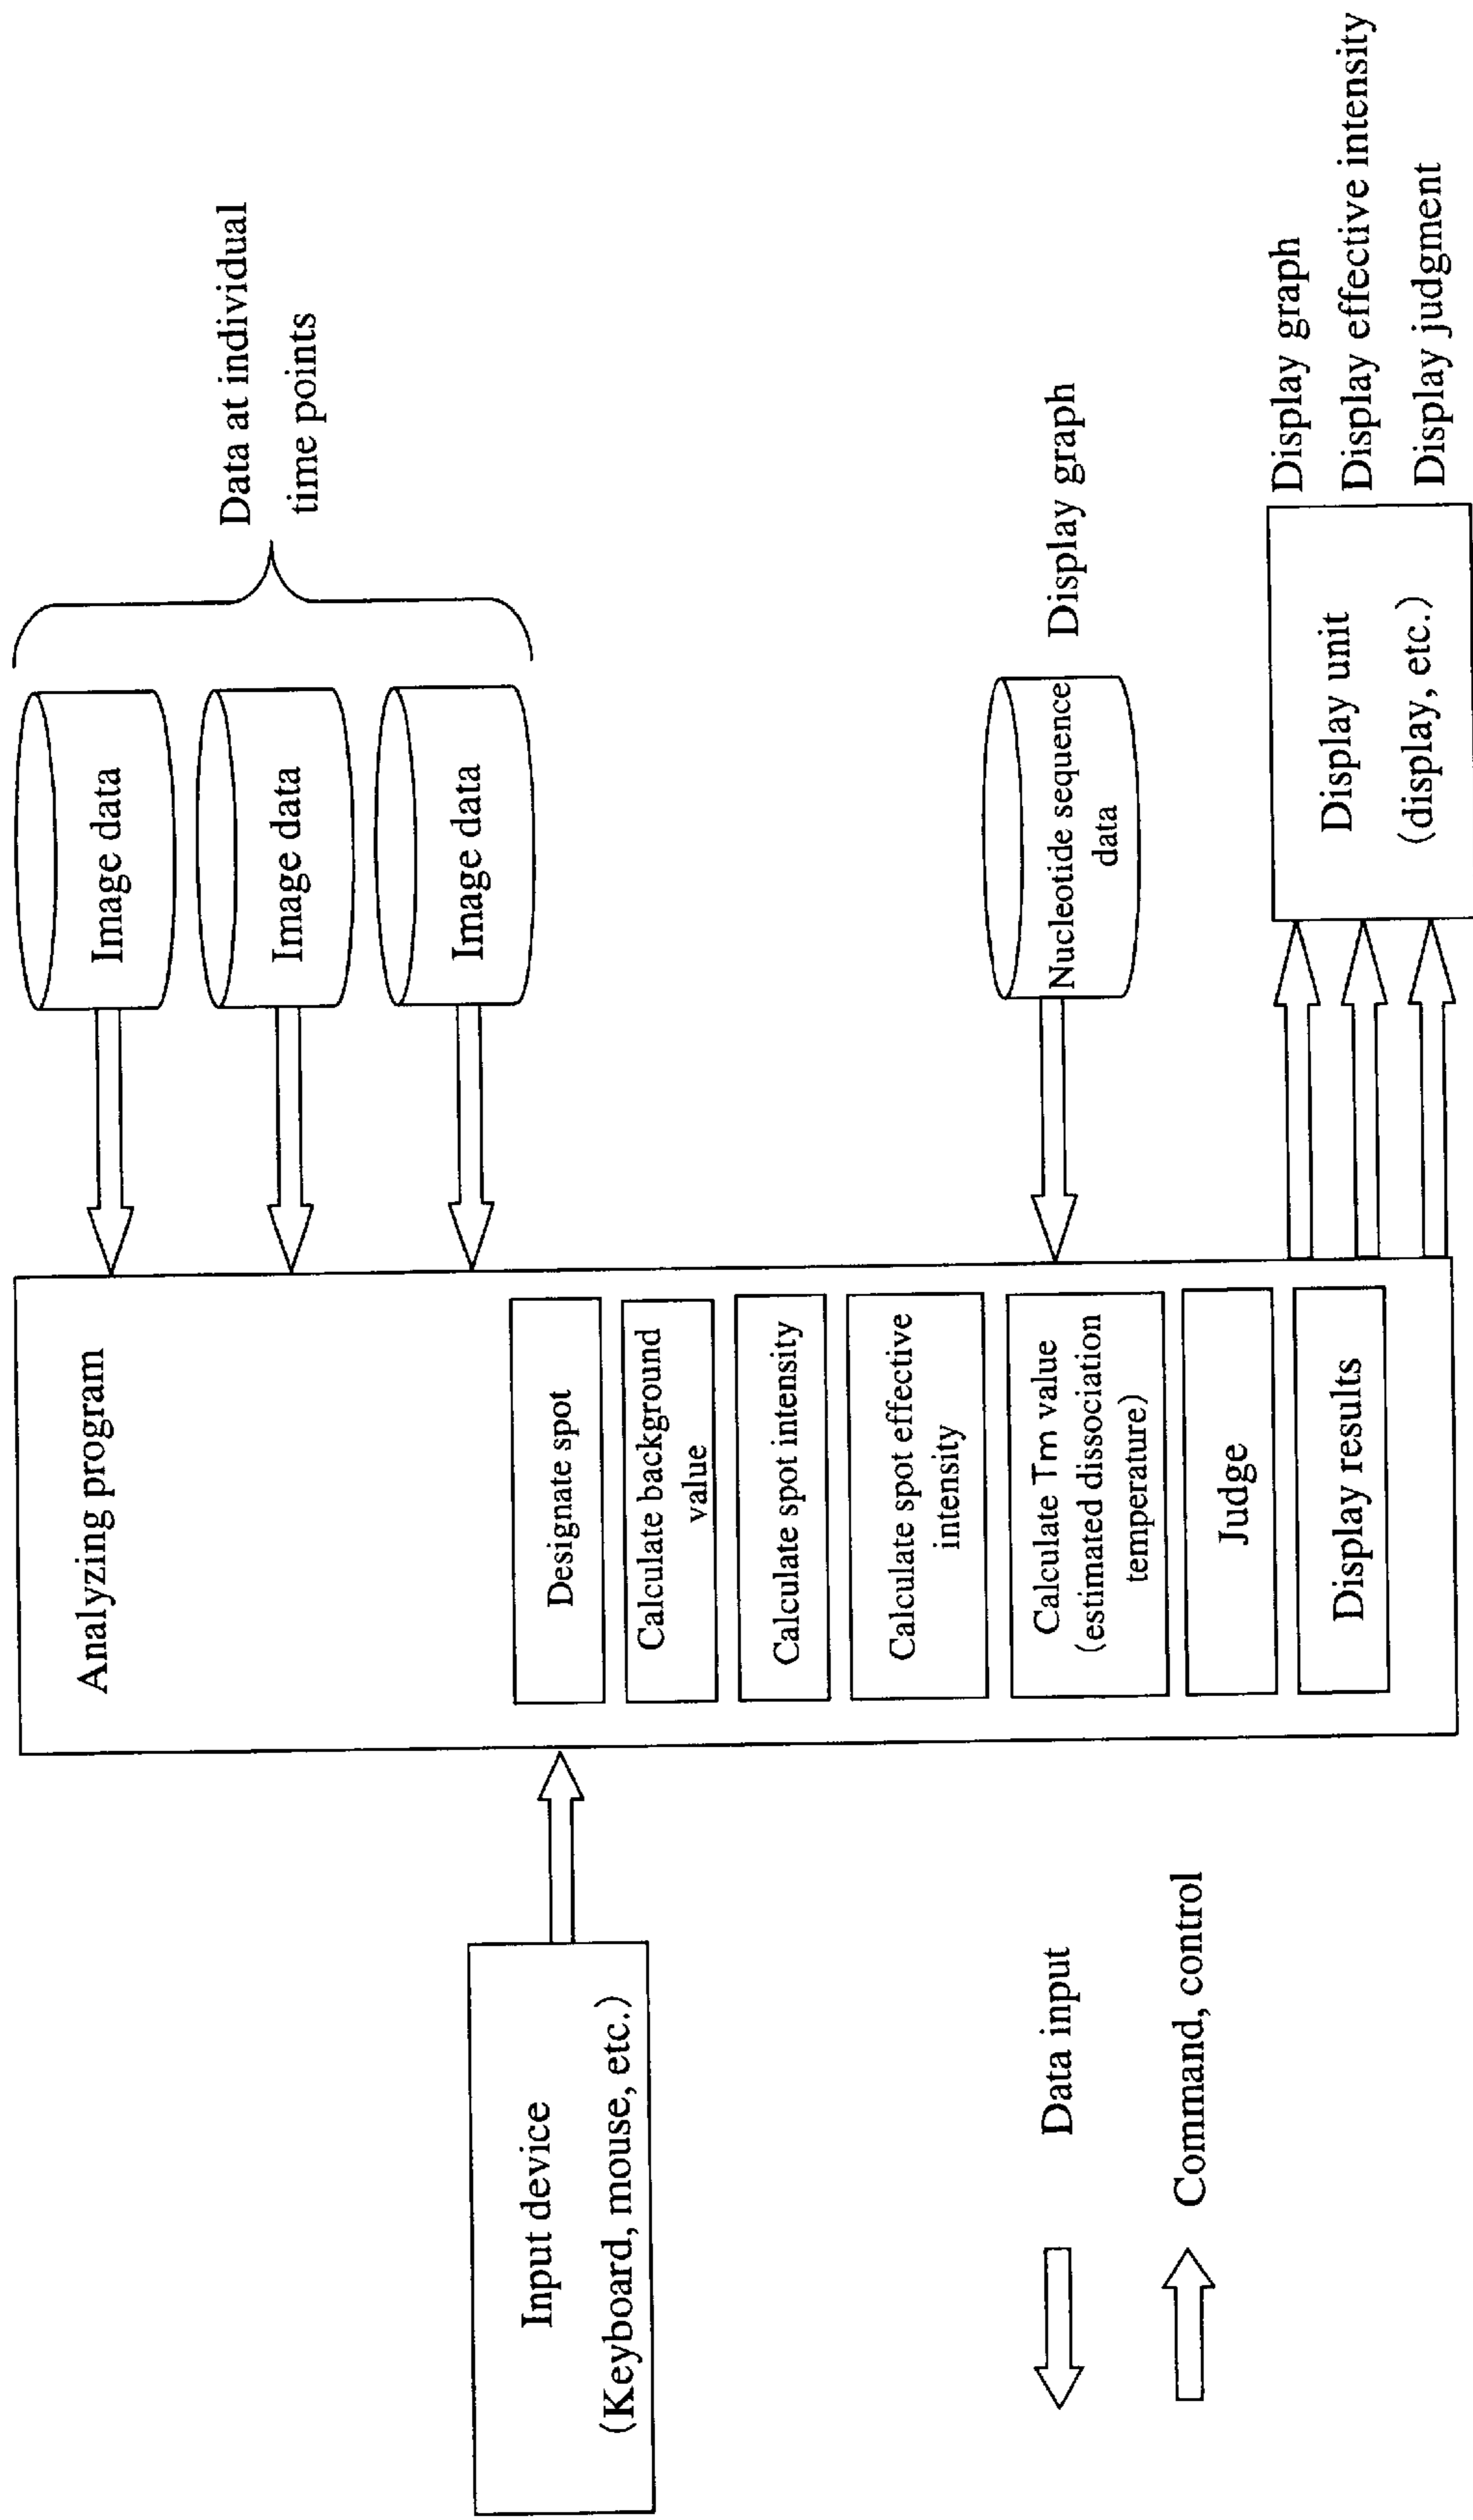 Analyzing program
Designate spot
Calculate background
value
Calculate spot intensity
Calculate spot effective
intensity
Calculate Tm value
(estimated dissociation
temperature)
Judge
Display results
Input device
(Keyboard, mouse, etc.)
Image data
Image data
Image data
Data at individual
time points
Nucleotide sequence
data
Display graph
Display unit
(display, etc.)
Display graph
Display effective intensity
Display judgment
Data input
Command, control